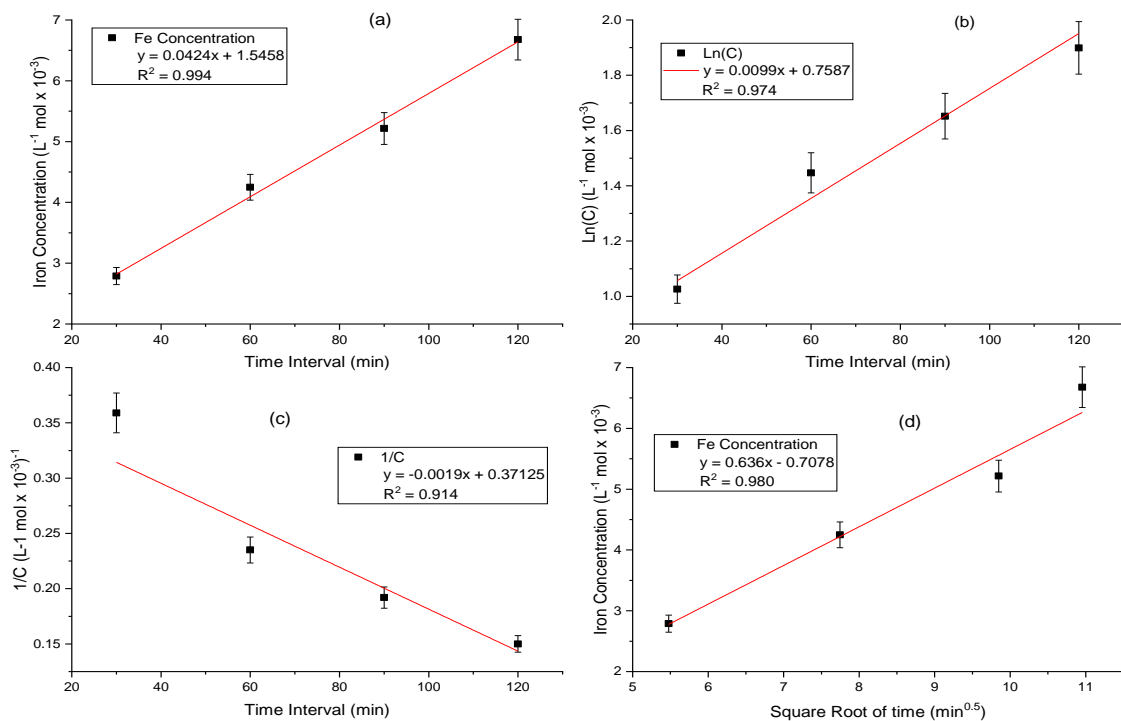 (a)
Fe Concentration
y = 0.0424x + 1.5458
R² = 0.994
7
6
5
4
3
2
Iron Concentration (L⁻¹ mol x 10⁻³)
20 40 60 80 100 120
Time Interval (min)
(b)
Ln(C)
y = 0.0099x + 0.7587
R² = 0.974
2.0
1.8
1.6
1.4
1.2
1.0
Ln(C) (L⁻¹ mol x 10⁻³)
20 40 60 80 100 120
Time Interval (min)
(c)
1/C
y = -0.0019x + 0.37125
R² = 0.914
0.40
0.35
0.30
0.25
0.20
0.15
1/C (L-1 mol x 10⁻³)⁻¹
20 40 60 80 100 120
Time Interval (min)
(d)
Fe Concentration
y = 0.636x - 0.7078
R² = 0.980
7
6
5
4
3
2
Iron Concentration (L⁻¹ mol x 10⁻³)
5 6 7 8 9 10 11
Square Root of time (min⁰·⁵)